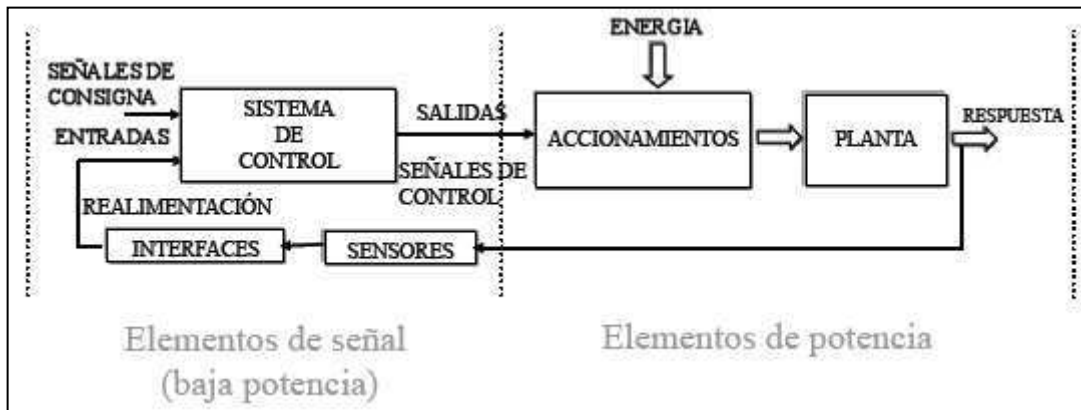 ENERGIA
SEÑALES DE
CONSIGNA
ENTRADAS
SISTEMA
DE
CONTROL
SALIDAS
SEÑALES DE
CONTROL
ACCIONAMIENTOS
PLANTA
RESPUESTA
REALIMENTACIÓN
INTERFACES
SENSORES
Elementos de señal
(baja potencia)
Elementos de potencia